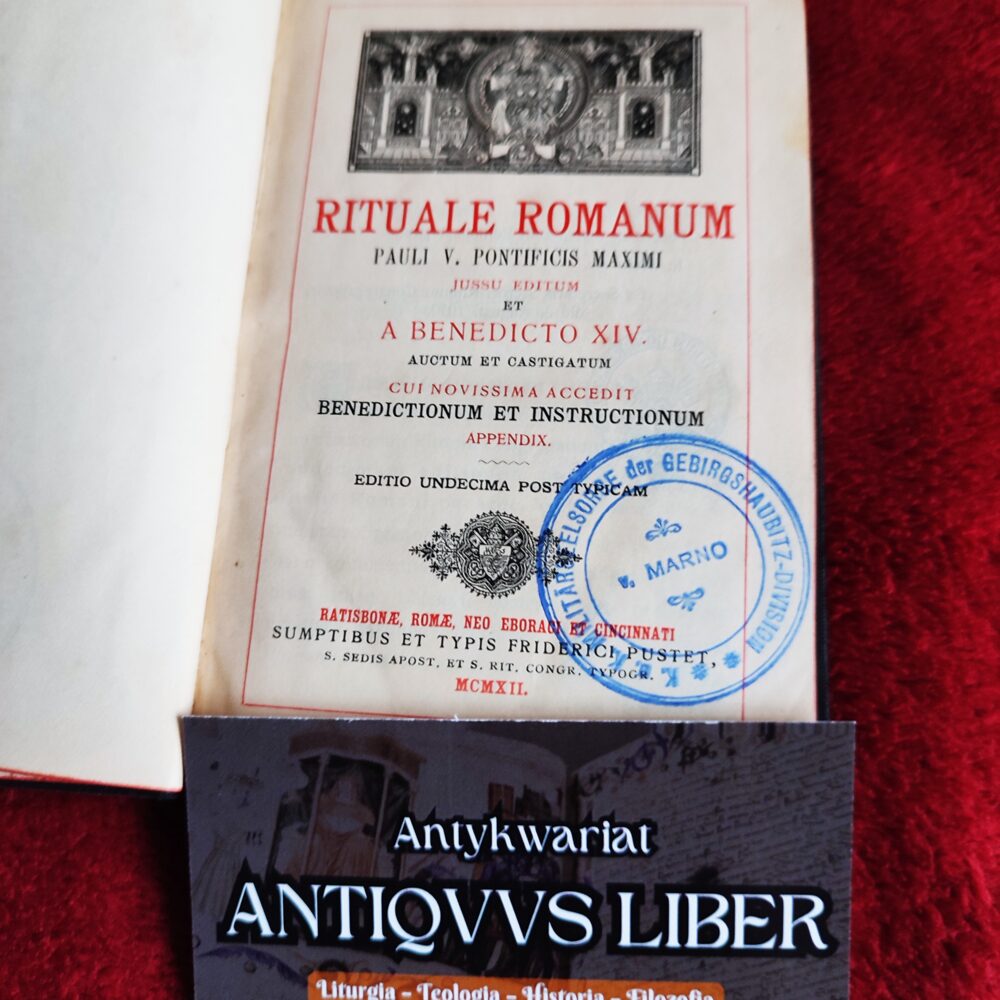 RITUALE ROMANUM
PAULI V. PONTIFICIS MAXIMI
JUSSU EDITUM
ET
A BENEDICTO XIV.
AUCTUM ET CASTIGATUM
CUI NOVISSIMA ACCEDIT
BENEDICTIONUM ET INSTRUCTIONUM
APPENDIX.
EDITIO UNDECIMA POST TYPICAM
RATISBONÆ, ROMÆ, NEO EBORACI ET CINCINNATI
SUMPTIBUS ET TYPIS FRIDERICI PUSTET,
S. SEDIS APOST. ET S. RIT. CONGR. TYPOGR.
MCMXII.
K. K. MILITÄRSEELSORGE der GEBIRGSHAUBITZ-DIVISION
v. MARNO
Antykwariat
ANTIQVVS LIBER
Liturgia - Teologia - Historia - Filozofia